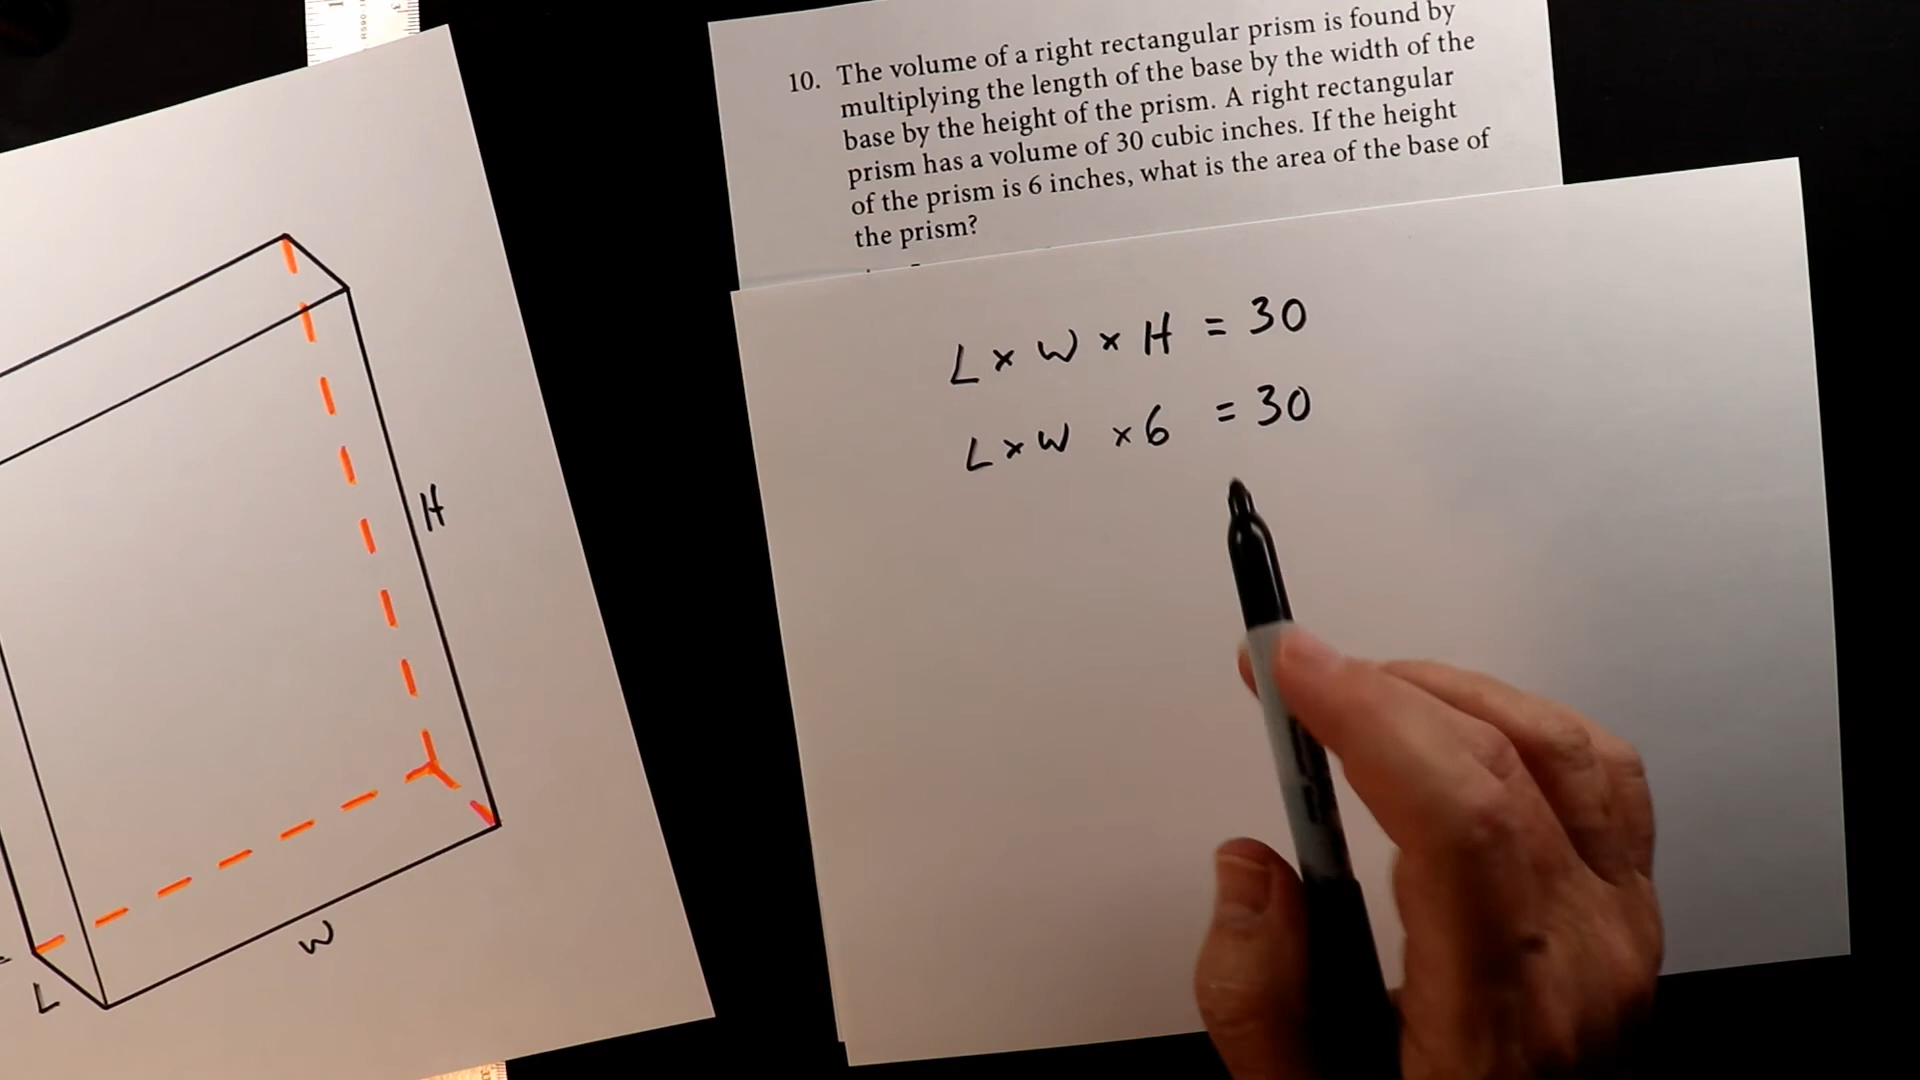 10. The volume of a right rectangular prism is found by
multiplying the length of the base by the width of the
base by the height of the prism. A right rectangular
prism has a volume of 30 cubic inches. If the height
of the prism is 6 inches, what is the area of the base of
the prism?
L × W × H = 30
L × W × 6 = 30
H
W
L